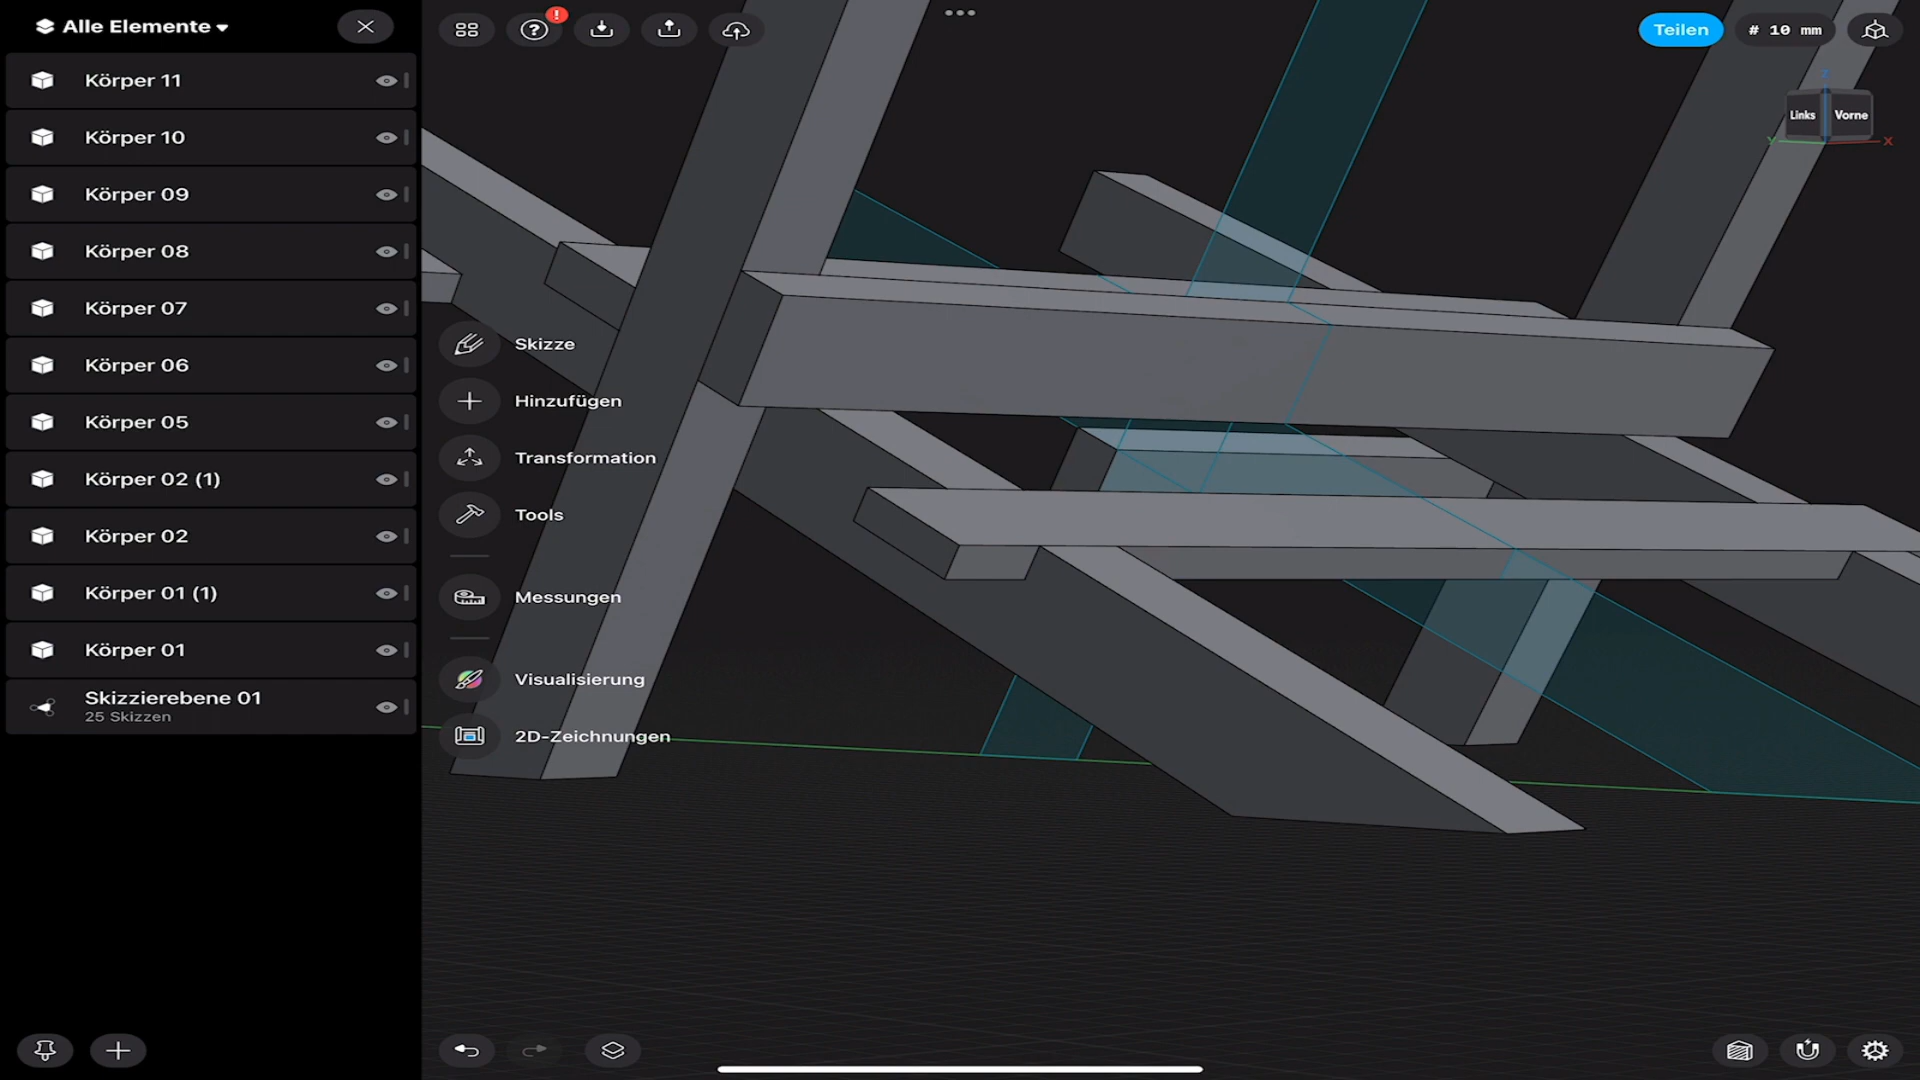 Alle Elemente
Körper 11
Körper 10
Körper 09
Körper 08
Körper 07
Körper 06
Körper 05
Körper 02 (1)
Körper 02
Körper 01 (1)
Körper 01
Skizzierebene 01
25 Skizzen
Skizze
Hinzufügen
Transformation
Tools
Messungen
Visualisierung
2D-Zeichnungen
Teilen
# 10 mm
Z
Links
Vorne
Y
X